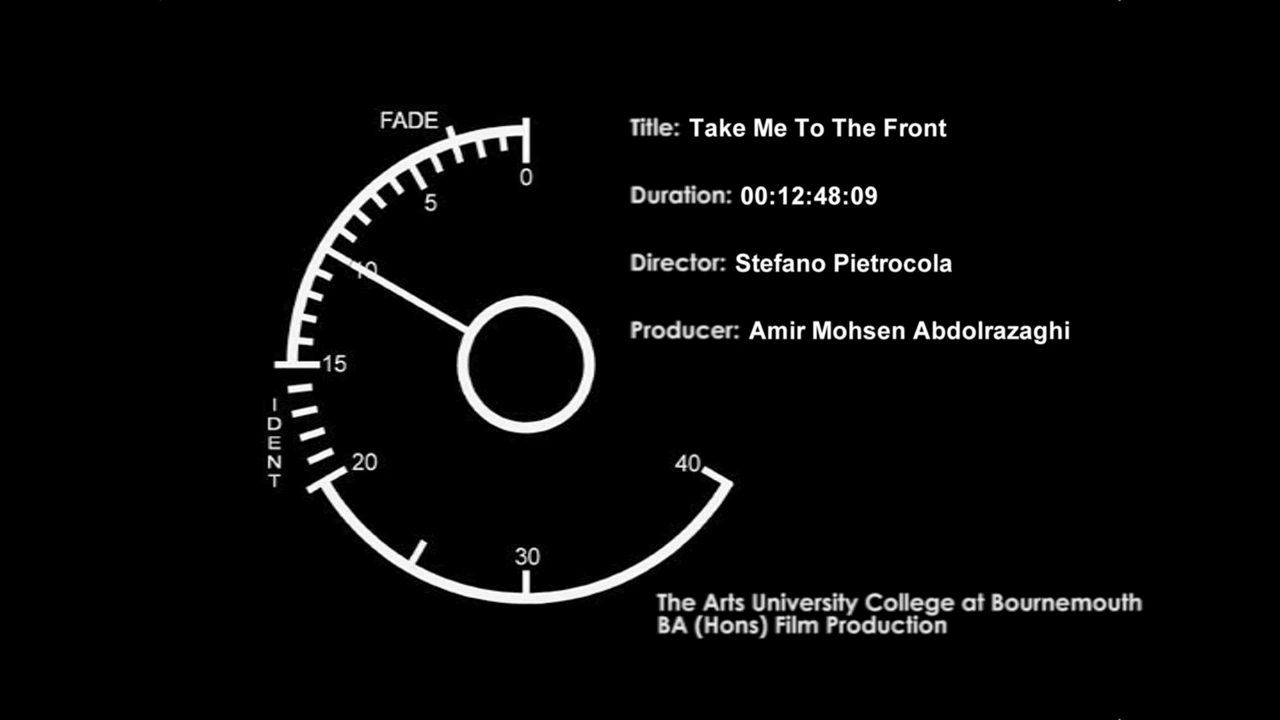 FADE
0
5
10
15
IDENT
20
30
40
Title: Take Me To The Front
Duration: 00:12:48:09
Director: Stefano Pietrocola
Producer: Amir Mohsen Abdolrazaghi
The Arts University College at Bournemouth
BA (Hons) Film Production